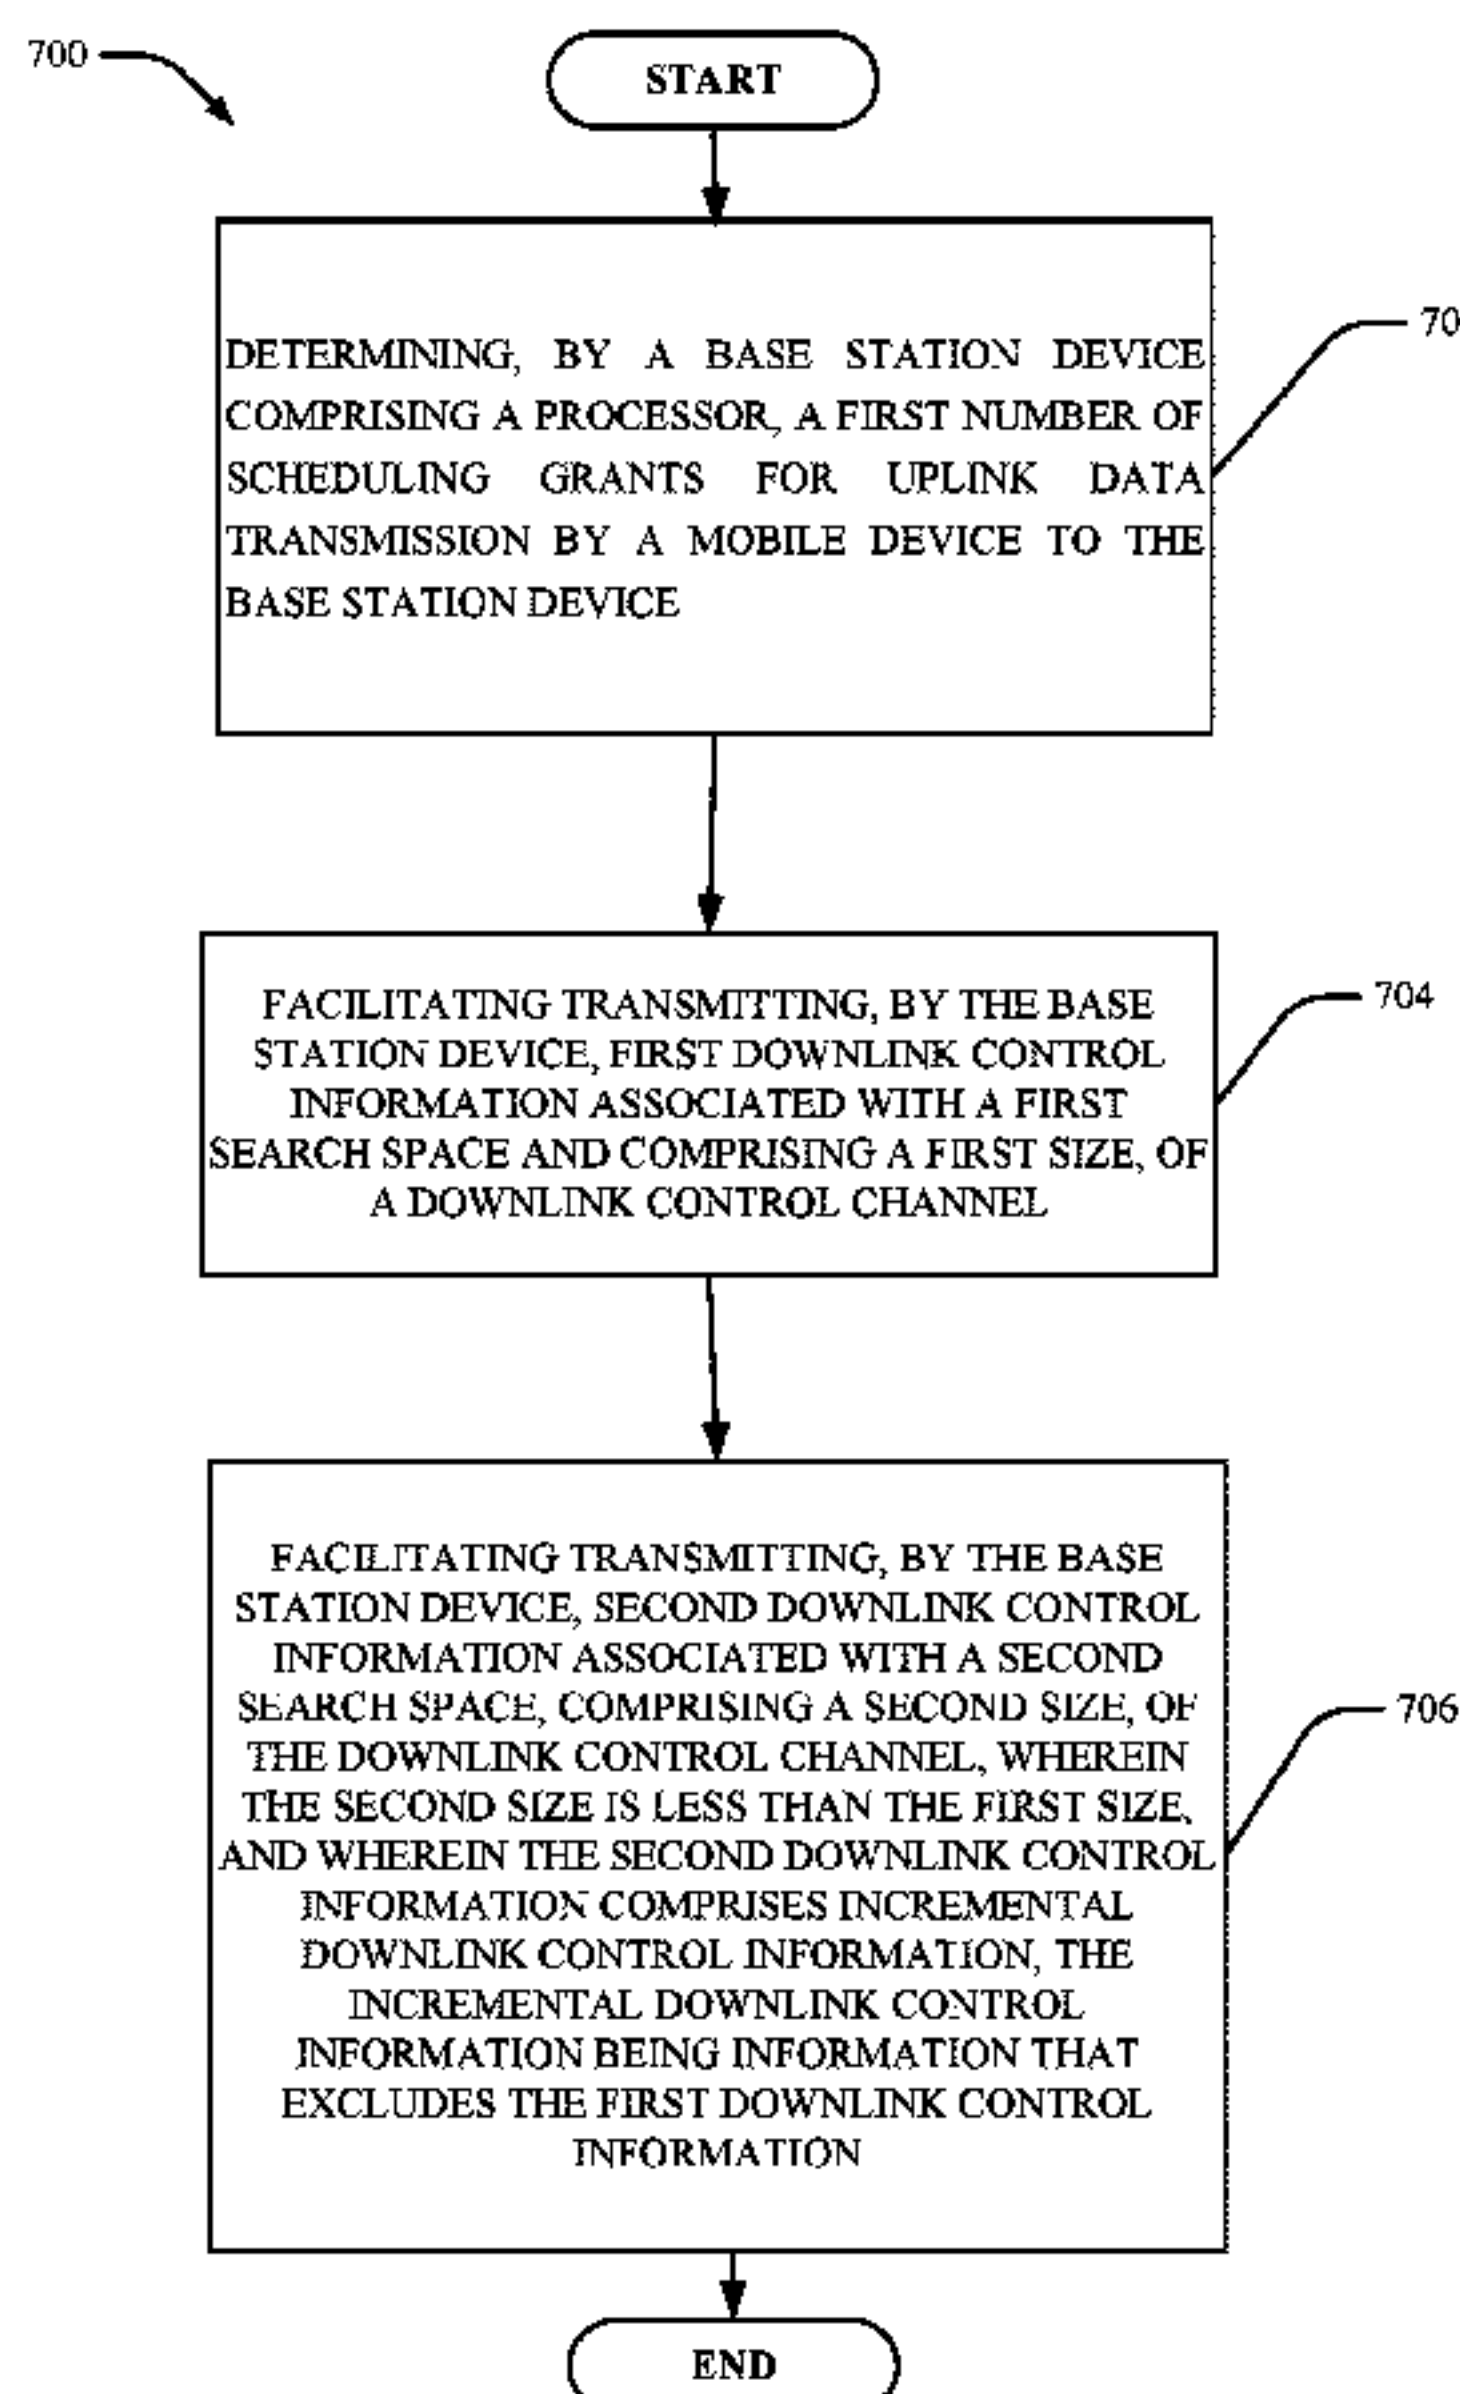 700
START
DETERMINING, BY A BASE STATION DEVICE
COMPRISING A PROCESSOR, A FIRST NUMBER OF
SCHEDULING GRANTS FOR UPLINK DATA
TRANSMISSION BY A MOBILE DEVICE TO THE
BASE STATION DEVICE
70
FACILITATING TRANSMITTING, BY THE BASE
STATION DEVICE, FIRST DOWNLINK CONTROL
INFORMATION ASSOCIATED WITH A FIRST
SEARCH SPACE AND COMPRISING A FIRST SIZE, OF
A DOWNLINK CONTROL CHANNEL
704
FACILITATING TRANSMITTING, BY THE BASE
STATION DEVICE, SECOND DOWNLINK CONTROL
INFORMATION ASSOCIATED WITH A SECOND
SEARCH SPACE, COMPRISING A SECOND SIZE, OF
THE DOWNLINK CONTROL CHANNEL, WHEREIN
THE SECOND SIZE IS LESS THAN THE FIRST SIZE,
AND WHEREIN THE SECOND DOWNLINK CONTROL
INFORMATION COMPRISES INCREMENTAL
DOWNLINK CONTROL INFORMATION, THE
INCREMENTAL DOWNLINK CONTROL
INFORMATION BEING INFORMATION THAT
EXCLUDES THE FIRST DOWNLINK CONTROL
INFORMATION
706
END